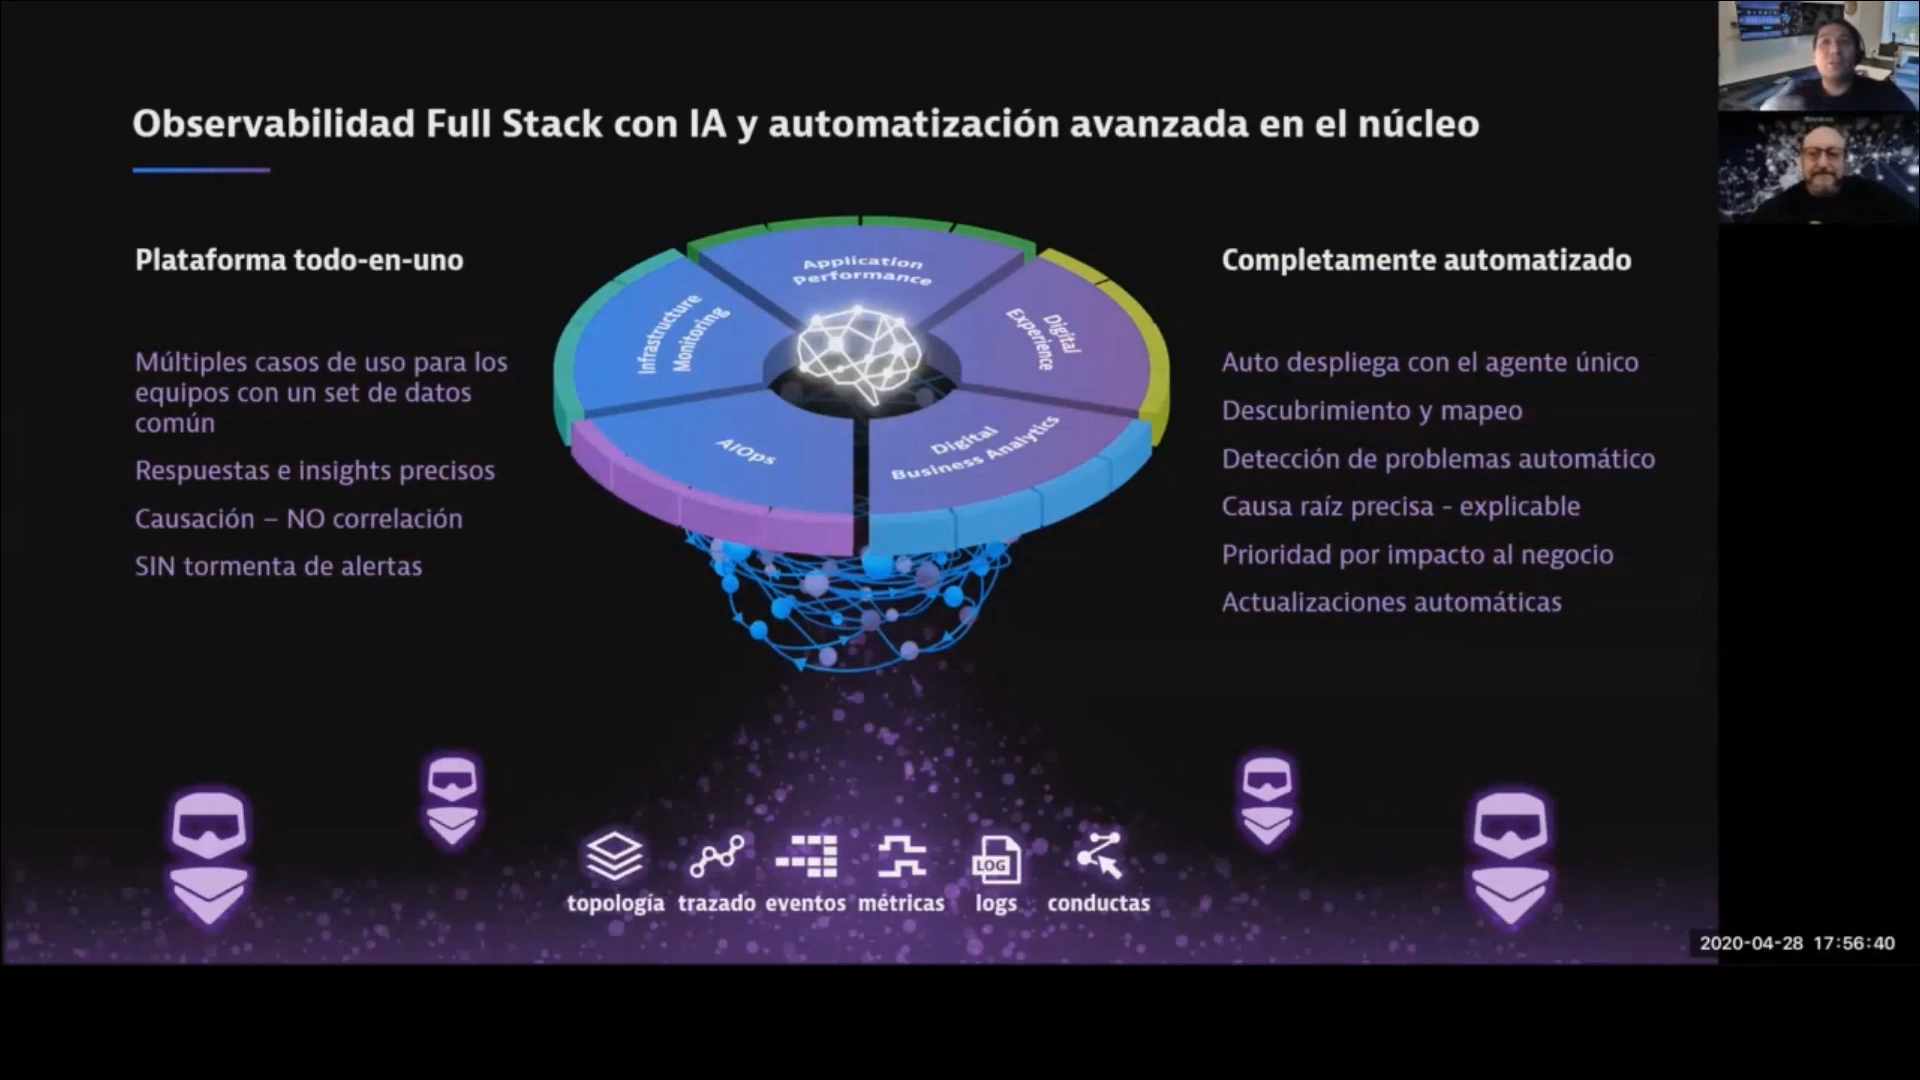 Observabilidad Full Stack con IA y automatización avanzada en el núcleo
Plataforma todo-en-uno
Múltiples casos de uso para los
equipos con un set de datos
común
Respuestas e insights precisos
Causación – NO correlación
SIN tormenta de alertas
Application
Performance
Infrastructure
Monitoring
Digital
Experience
AIOps
Digital
Business Analytics
Completamente automatizado
Auto despliega con el agente único
Descubrimiento y mapeo
Detección de problemas automático
Causa raíz precisa - explicable
Prioridad por impacto al negocio
Actualizaciones automáticas
LOG
topología trazado eventos métricas logs conductas
2020-04-28 17:56:40